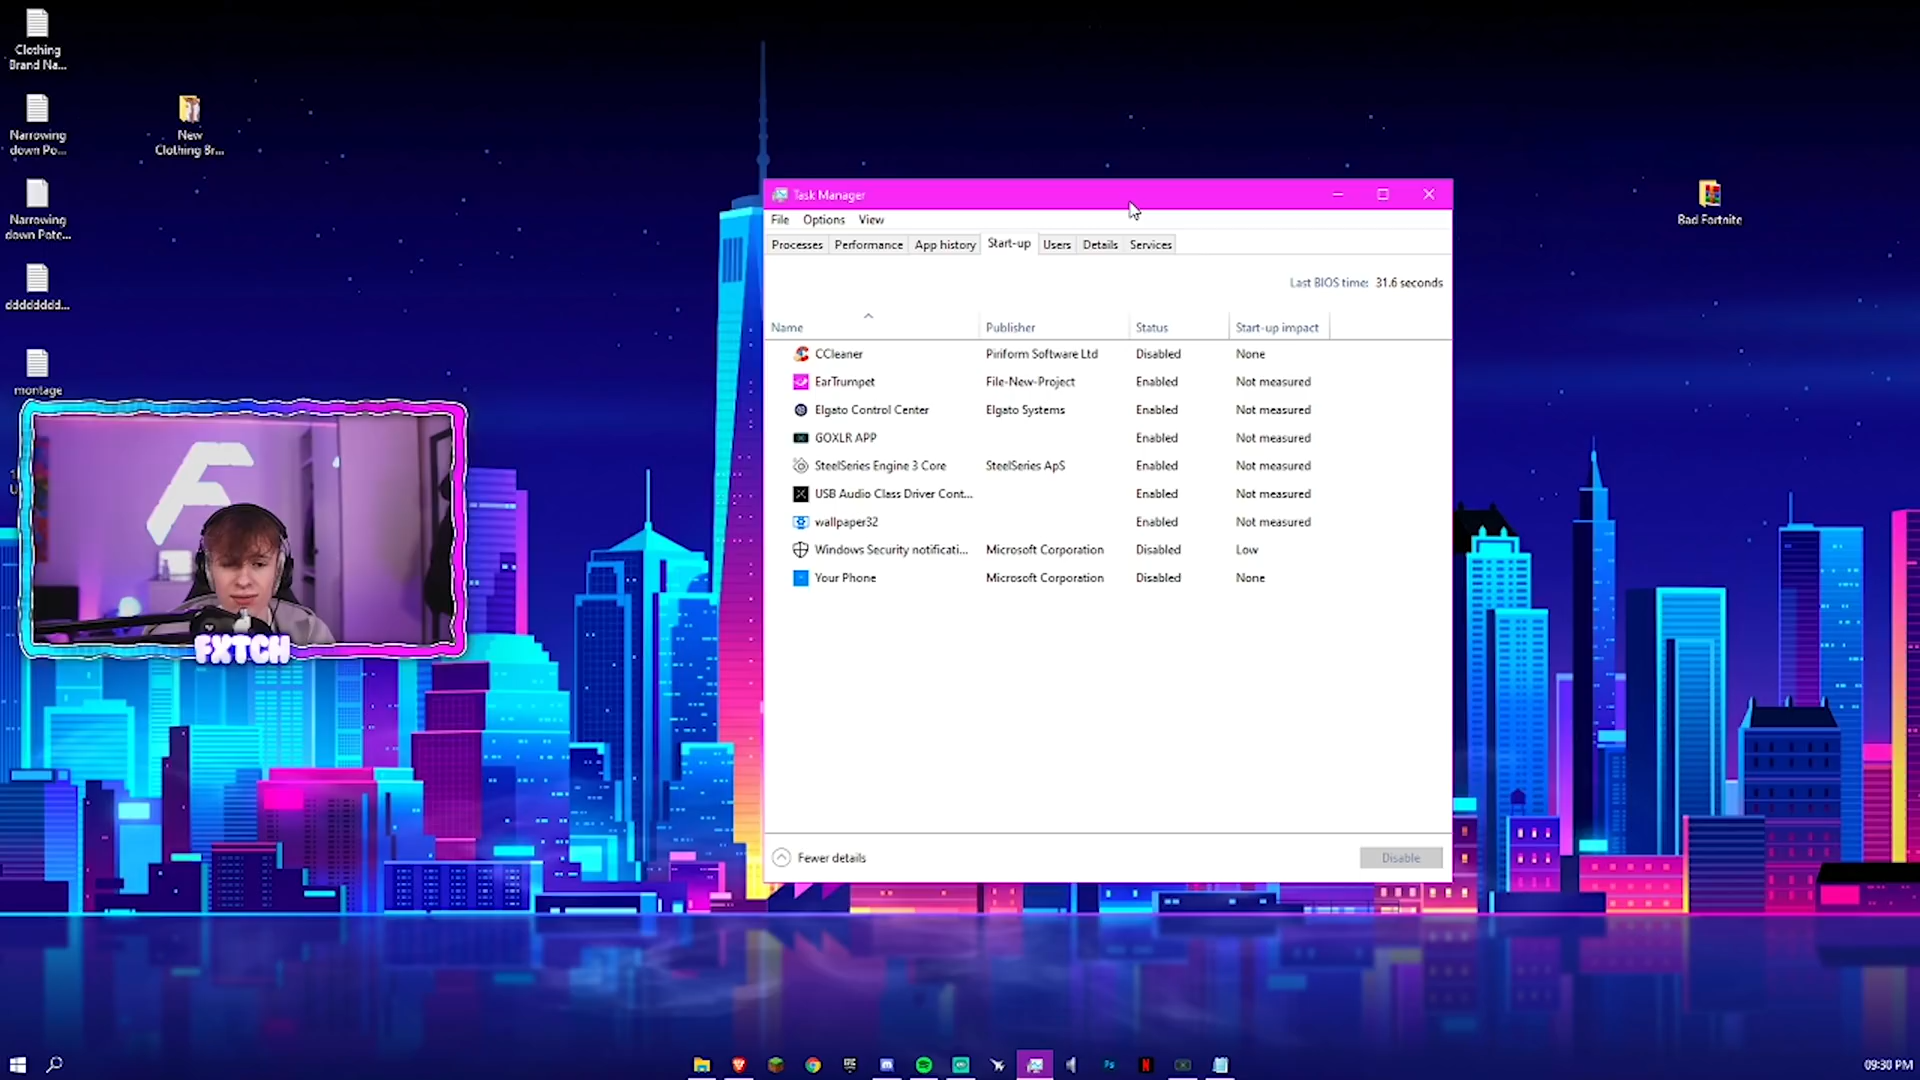 Clothing
Brand Na...
Narrowing
down Po...
New
Clothing Br...
Narrowing
down Pote...
ddddddddd...
montage
Bad Fortnite
Task Manager
File Options View
Processes Performance App history Start-up Users Details Services
Last BIOS time: 31.6 seconds
Name Publisher Status Start-up impact
CCleaner Piriform Software Ltd Disabled None
EarTrumpet File-New-Project Enabled Not measured
Elgato Control Center Elgato Systems Enabled Not measured
GOXLR APP Enabled Not measured
SteelSeries Engine 3 Core SteelSeries ApS Enabled Not measured
USB Audio Class Driver Cont... Enabled Not measured
wallpaper32 Enabled Not measured
Windows Security notificati... Microsoft Corporation Disabled Low
Your Phone Microsoft Corporation Disabled None
Fewer details Disable
FXTCH
Ps
09:30 PM